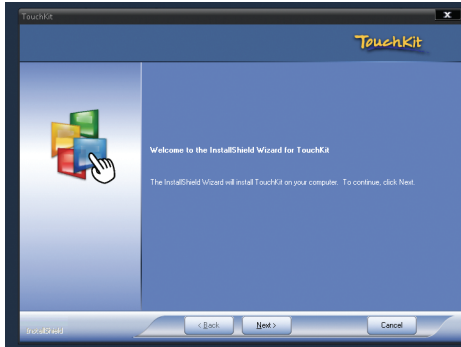 TouchKit
X
TouchKit
Welcome to the InstallShield Wizard for TouchKit
The InstallShield Wizard will install TouchKit on your computer. To continue, click Next.
InstallShield
< Back
Next >
Cancel